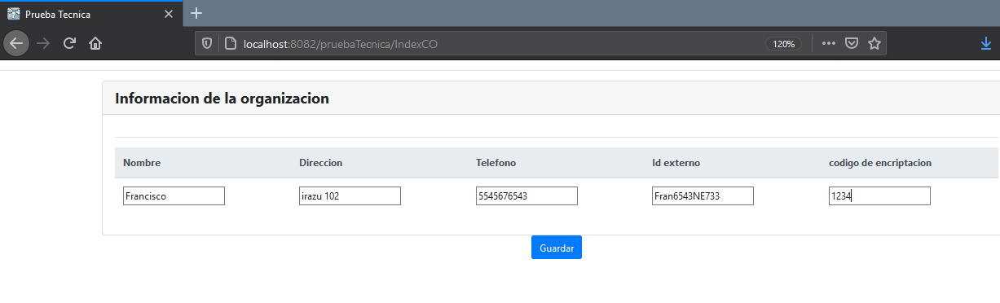 Prueba Tecnica
localhost:8082/pruebaTecnica/IndexCO 120%
Informacion de la organizacion
Nombre Direccion Telefono Id externo codigo de encriptacion
Francisco irazu 102 5545676543 Fran6543NE733 1234
Guardar